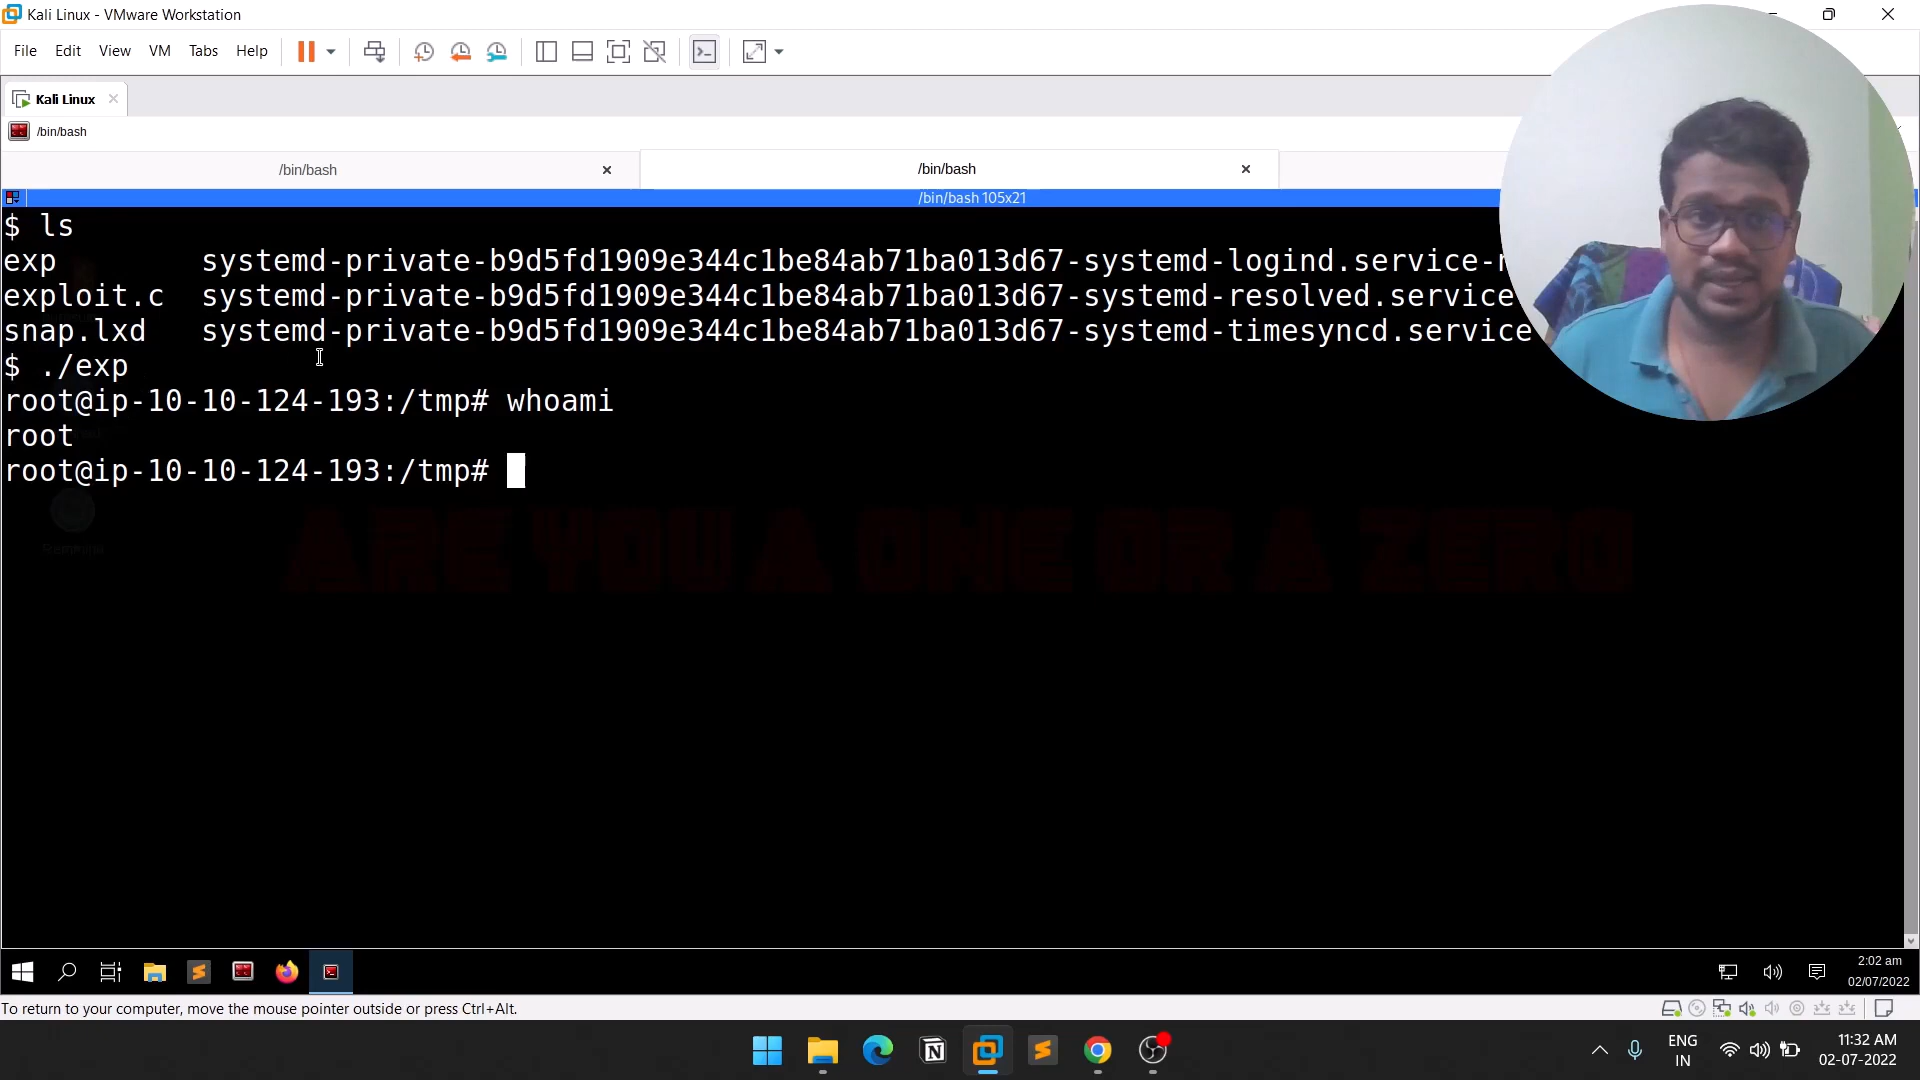 Kali Linux - VMware Workstation
File Edit View VM Tabs Help
Kali Linux
/bin/bash
/bin/bash /bin/bash
/bin/bash 105x21
$ ls
exp systemd-private-b9d5fd1909e344c1be84ab71ba013d67-systemd-logind.service-
exploit.c systemd-private-b9d5fd1909e344c1be84ab71ba013d67-systemd-resolved.service
snap.lxd systemd-private-b9d5fd1909e344c1be84ab71ba013d67-systemd-timesyncd.service
$ ./exp
root@ip-10-10-124-193:/tmp# whoami
root
root@ip-10-10-124-193:/tmp#
ARE YOU A ONE OR A ZERO
2:02 am
02/07/2022
To return to your computer, move the mouse pointer outside or press Ctrl+Alt.
ENG
IN
11:32 AM
02-07-2022